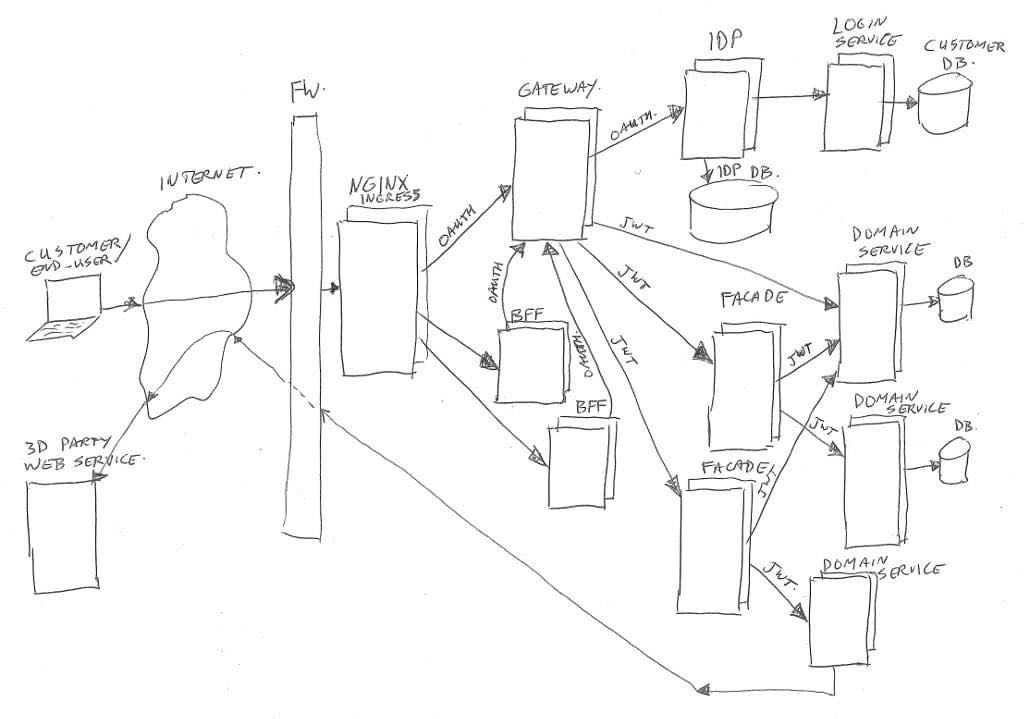 IDP
LOGIN
SERVICE
CUSTOMER
DB.
FW.
GATEWAY.
OAUTH.
INTERNET.
NGINX
INGRESS
IDP DB.
OAUTH
JWT
CUSTOMER/
END-USER/
DOMAIN
SERVICE
DB
OAUTH
JWT
FACADE
BFF
OAUTH.
JWT
JWT
BFF
DOMAIN
SERVICE
JWT
DB.
3D PARTY
WEB SERVICE.
FACADE
JWT
DOMAIN
SERVICE
JWT.